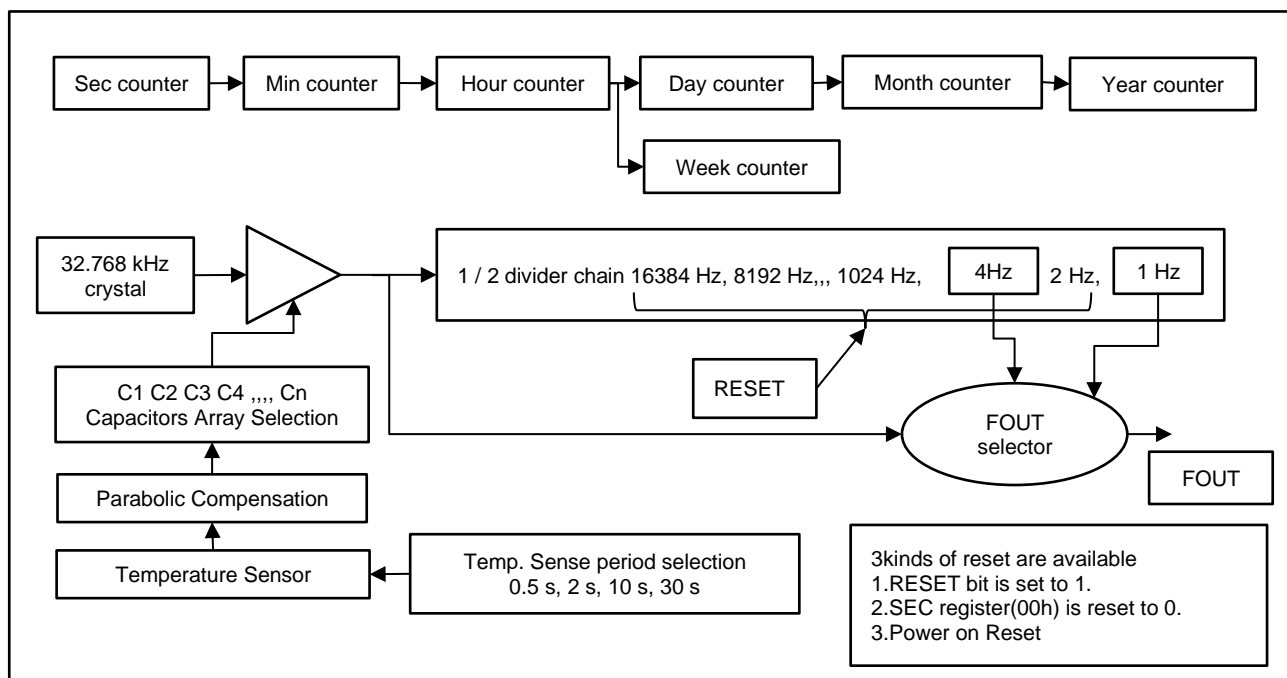 Sec counter
Min counter
Hour counter
Day counter
Month counter
Year counter
Week counter
32.768 kHz
crystal
1 / 2 divider chain 16384 Hz, 8192 Hz,,, 1024 Hz,
4Hz
2 Hz,
1 Hz
RESET
C1 C2 C3 C4 ,,,, Cn
Capacitors Array Selection
FOUT
selector
FOUT
Parabolic Compensation
Temperature Sensor
Temp. Sense period selection
0.5 s, 2 s, 10 s, 30 s
3kinds of reset are available
1.RESET bit is set to 1.
2.SEC register(00h) is reset to 0.
3.Power on Reset